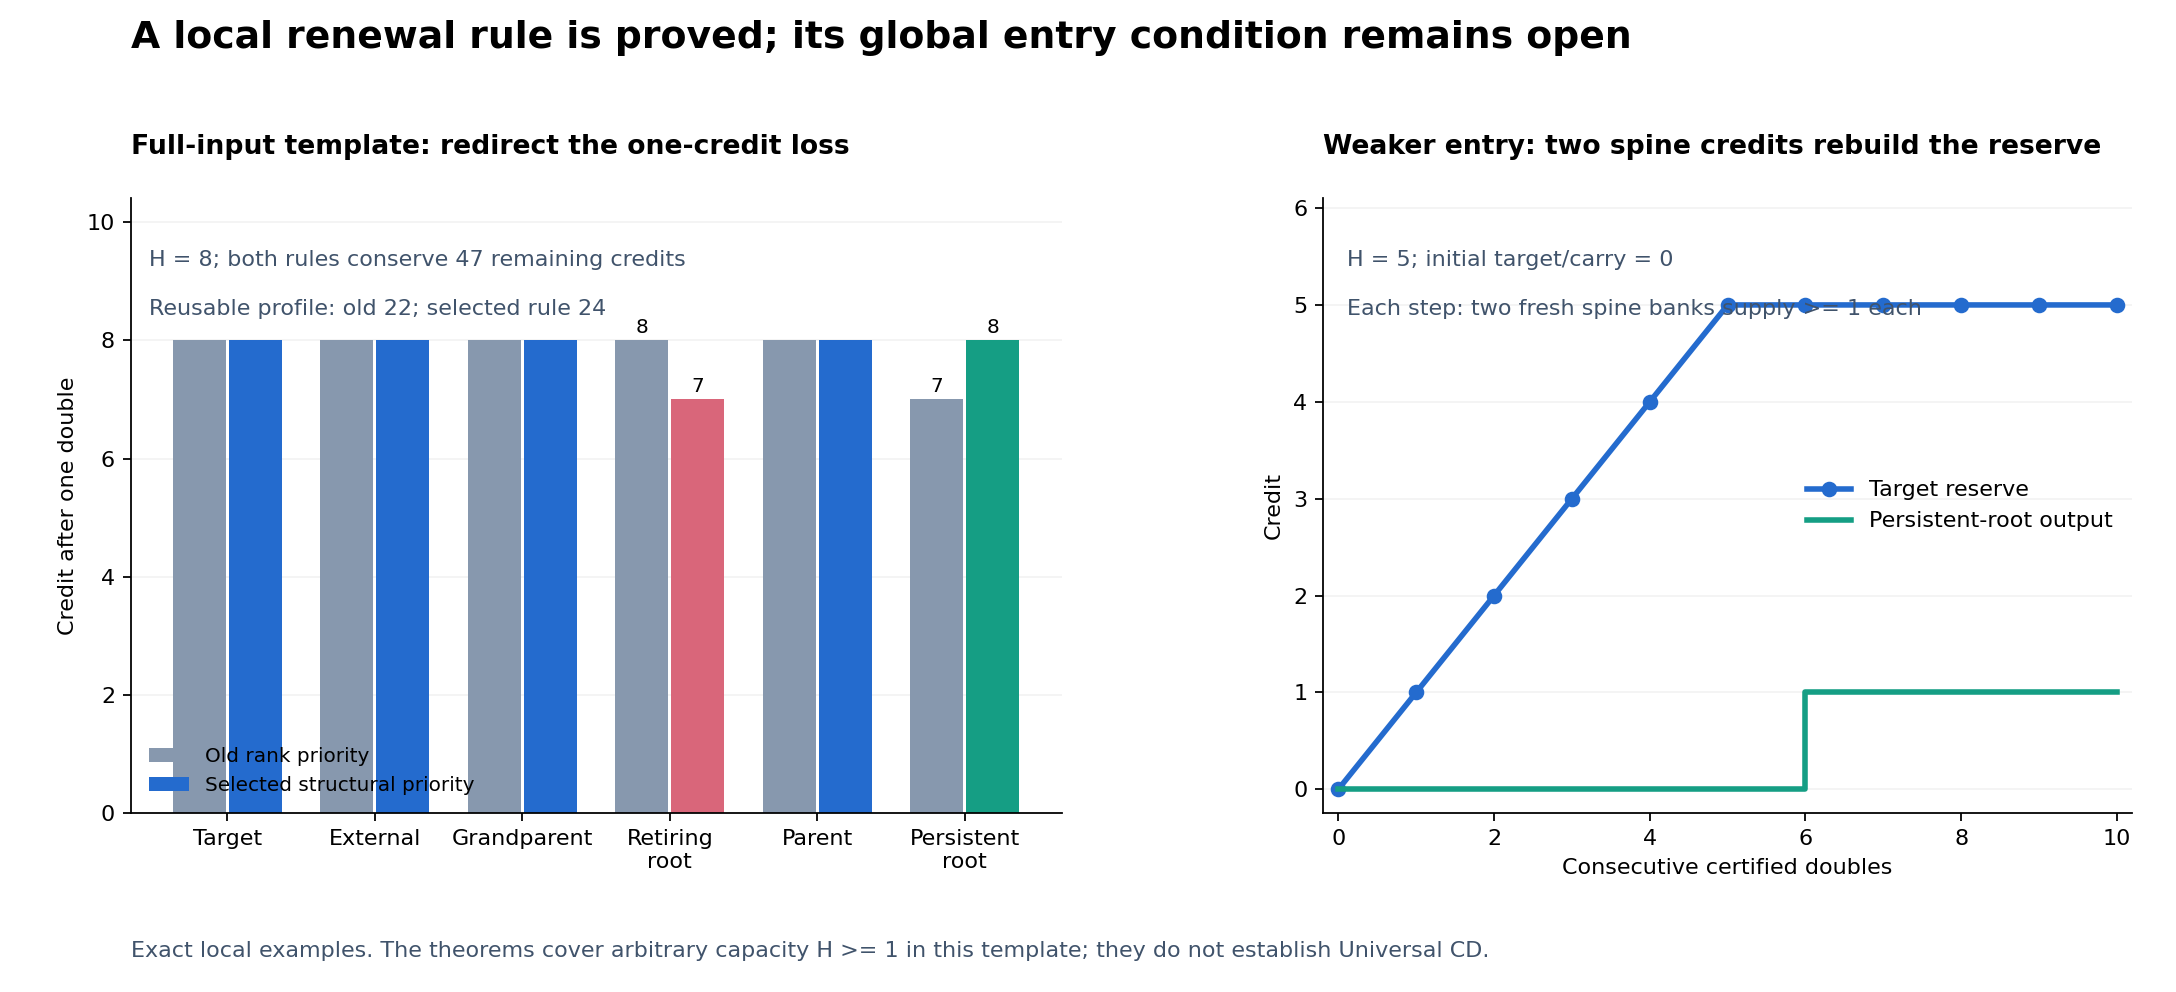 A local renewal rule is proved; its global entry condition remains open
Full-input template: redirect the one-credit loss
H = 8; both rules conserve 47 remaining credits
Reusable profile: old 22; selected rule 24
Credit after one double
10
8
6
4
2
0
8
7
7
8
Old rank priority
Selected structural priority
Target
External
Grandparent
Retiring
root
Parent
Persistent
root
Weaker entry: two spine credits rebuild the reserve
H = 5; initial target/carry = 0
Each step: two fresh spine banks supply >= 1 each
Credit
6
5
4
3
2
1
0
Target reserve
Persistent-root output
0
2
4
6
8
10
Consecutive certified doubles
Exact local examples. The theorems cover arbitrary capacity H >= 1 in this template; they do not establish Universal CD.